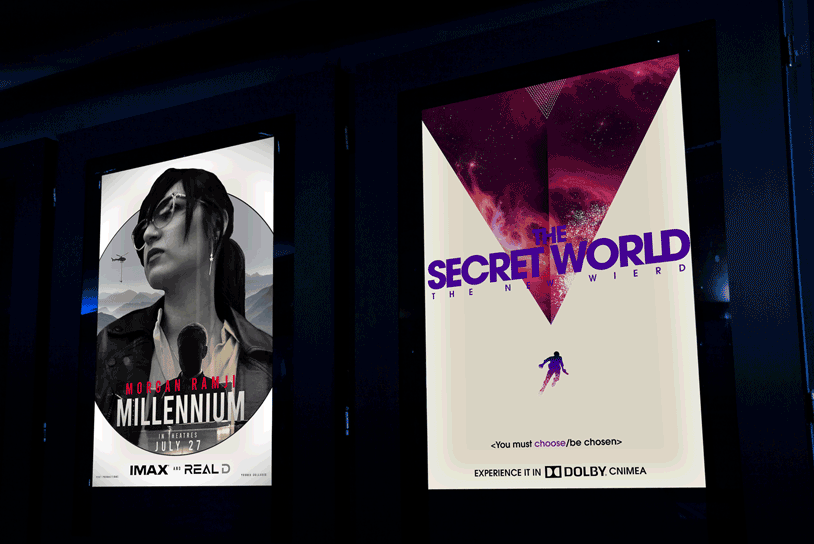 MORGAN RAMII
MILLENNIUM
IN THEATRES
JULY 27
IMAX REAL D
THE
SECRET WORLD
THE NEW WIERD
<You must choose/be chosen>
EXPERIENCE IT IN DOLBY CNIMEA